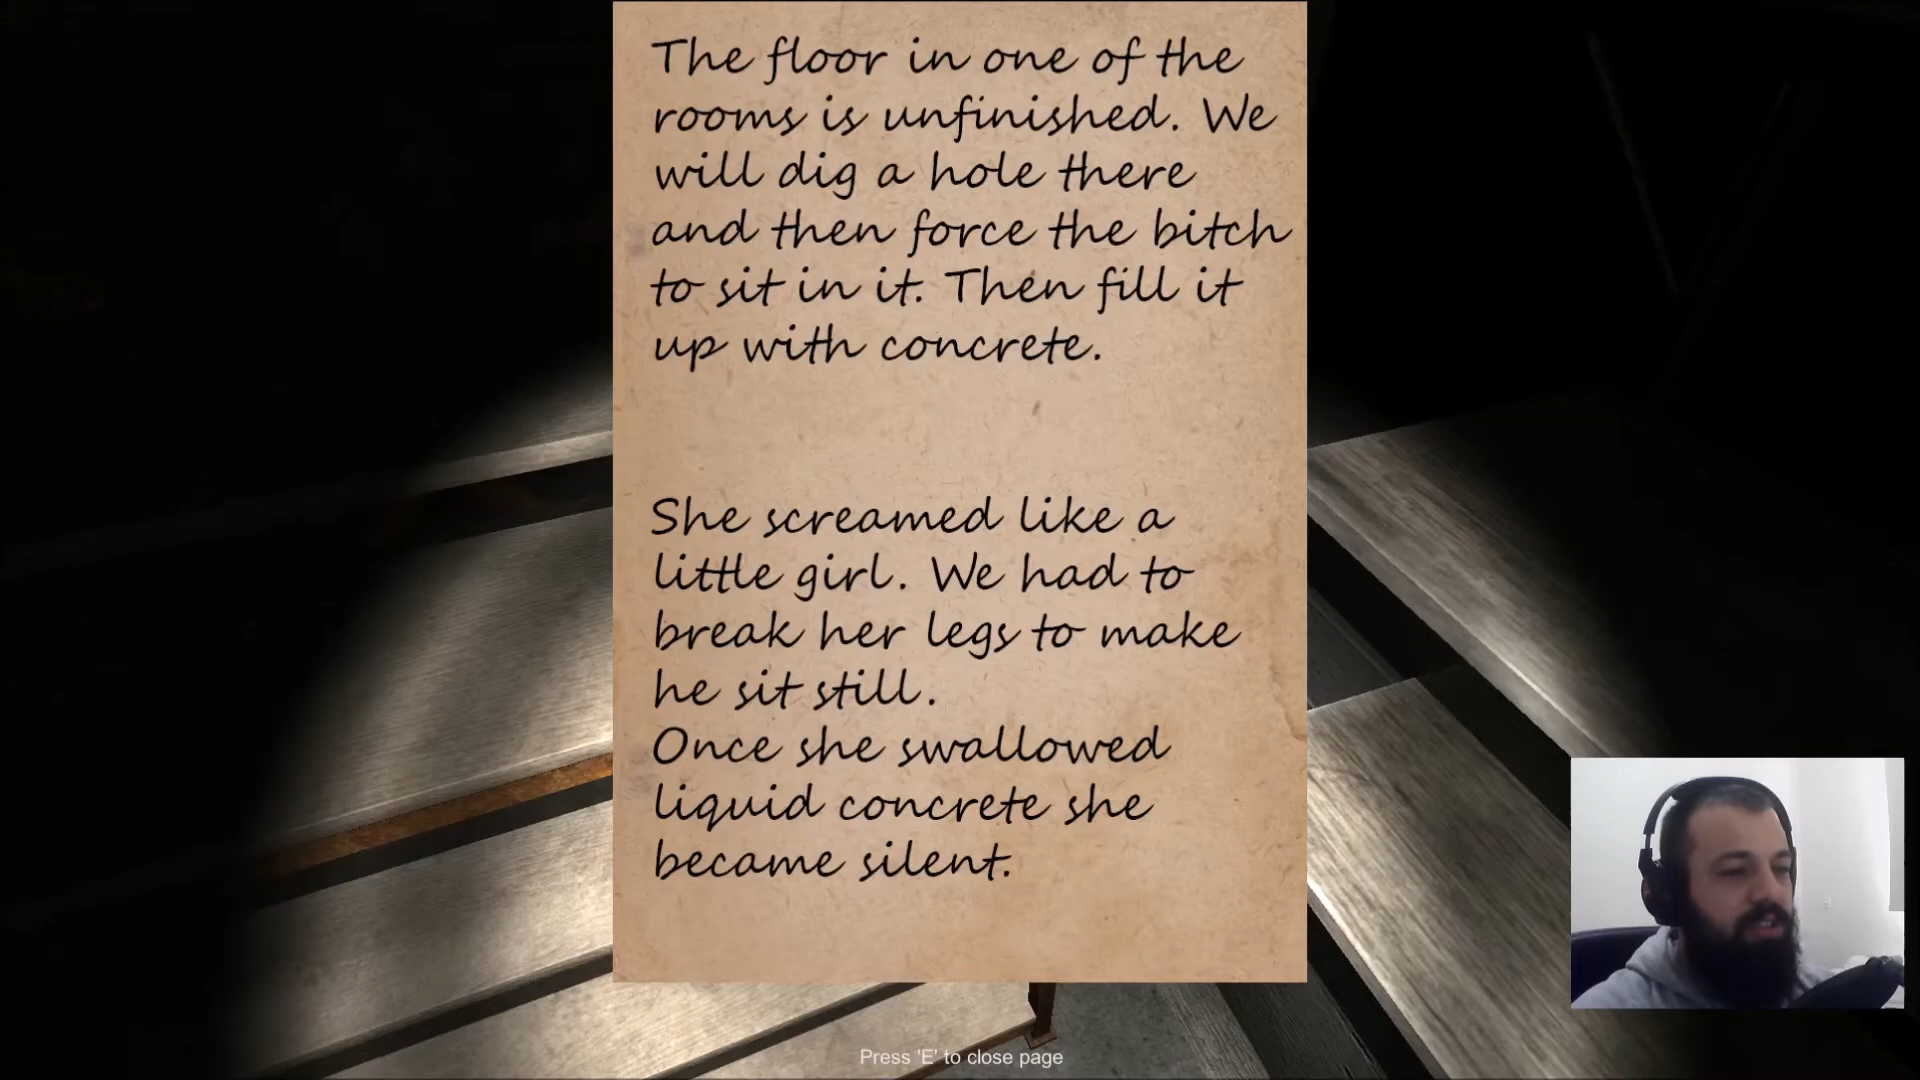 The floor in one of the
rooms is unfinished. We
will dig a hole there
and then force the bitch
to sit in it. Then fill it
up with concrete.
She screamed like a
little girl. We had to
break her legs to make
he sit still.
Once she swallowed
liquid concrete she
became silent.
Press 'E' to close page